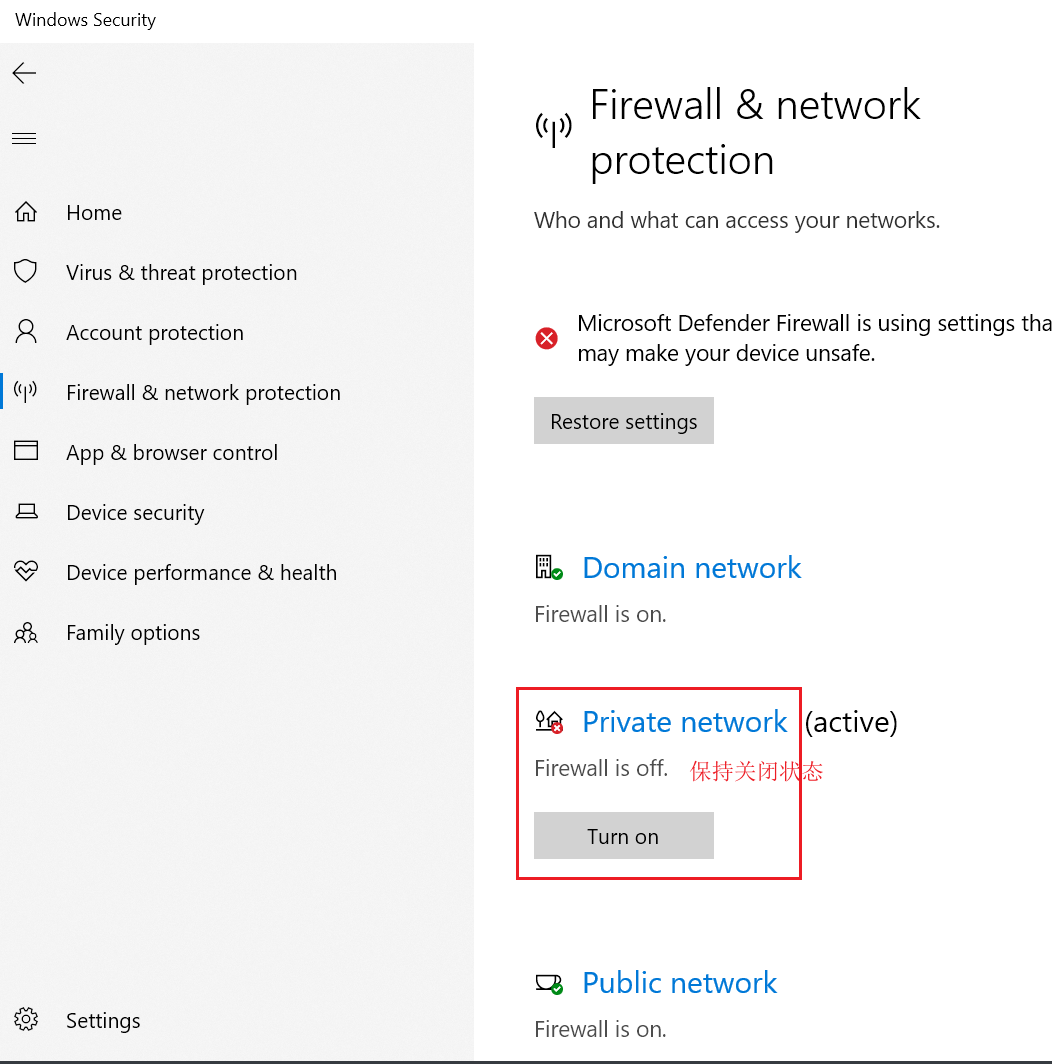 Windows Security
Home
Virus & threat protection
Account protection
Firewall & network protection
App & browser control
Device security
Device performance & health
Family options
Settings
Firewall & network
protection
Who and what can access your networks.
Microsoft Defender Firewall is using settings tha
may make your device unsafe.
Restore settings
Domain network
Firewall is on.
Private network (active)
Firewall is off. 保持关闭状态
Turn on
Public network
Firewall is on.